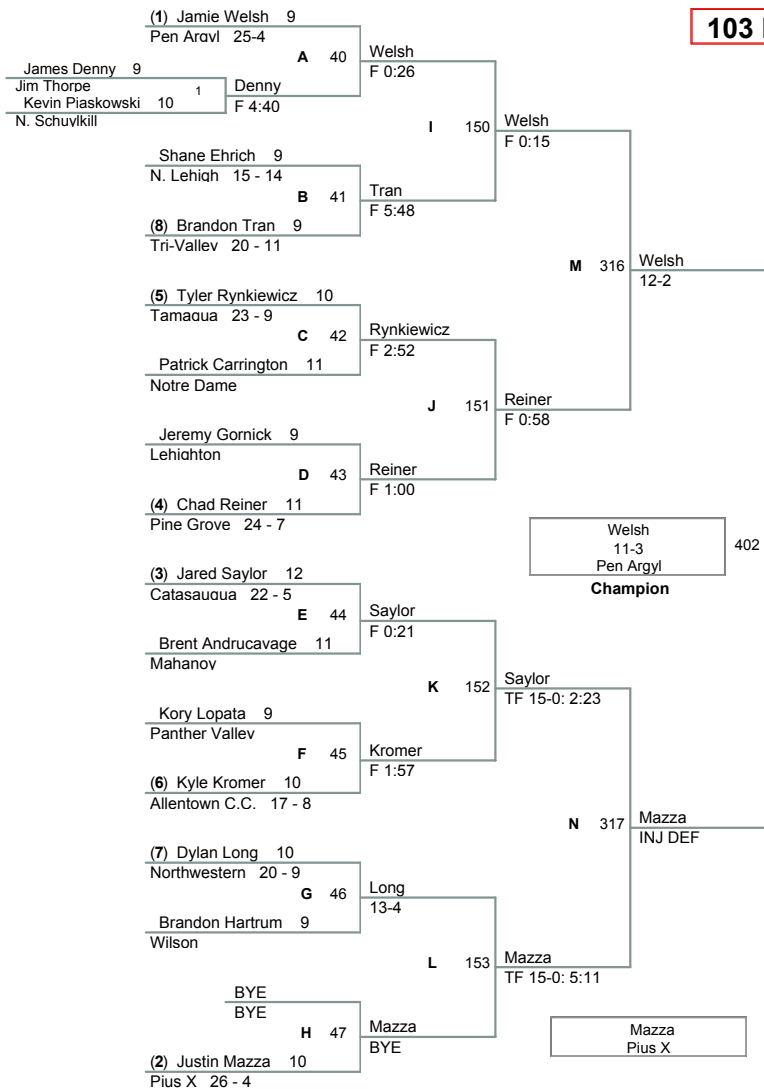 (1) Jamie Welsh 9
Pen Argyl 25-4
103
A 40
Welsh
F 0:26
James Denny 9
Jim Thorpe
1
Kevin Piaskowski 10
N. Schuylkill
Denny
F 4:40
I 150
Welsh
F 0:15
Shane Ehrich 9
N. Lehigh 15 - 14
B 41
Tran
F 5:48
(8) Brandon Tran 9
Tri-Valley 20 - 11
M 316
Welsh
12-2
(5) Tyler Rynkiewicz 10
Tamaqua 23 - 9
C 42
Rynkiewicz
F 2:52
Patrick Carrington 11
Notre Dame
J 151
Reiner
F 0:58
Jeremy Gornick 9
Lehighton
D 43
Reiner
F 1:00
(4) Chad Reiner 11
Pine Grove 24 - 7
Welsh
11-3
Pen Argyl
402
Champion
(3) Jared Saylor 12
Catasauqua 22 - 5
E 44
Saylor
F 0:21
Brent Andrucavage 11
Mahanoy
K 152
Saylor
TF 15-0: 2:23
Kory Lopata 9
Panther Valley
F 45
Kromer
F 1:57
(6) Kyle Kromer 10
Allentown C.C. 17 - 8
N 317
Mazza
INJ DEF
(7) Dylan Long 10
Northwestern 20 - 9
G 46
Long
13-4
Brandon Hartrum 9
Wilson
L 153
Mazza
TF 15-0: 5:11
BYE
BYE
H 47
Mazza
BYE
(2) Justin Mazza 10
Pius X 26 - 4
Mazza
Pius X